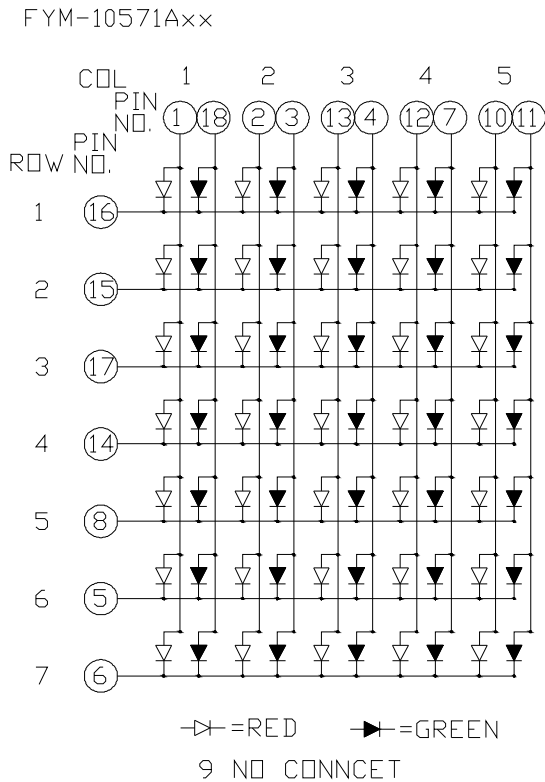 FYM-10571Axx
COL 1 2 3 4 5
PIN NO. 1 18 2 3 13 4 12 7 10 11
ROW PIN NO.
1 16
2 15
3 17
4 14
5 8
6 5
7 6
=RED =GREEN
9 NO CONNCET